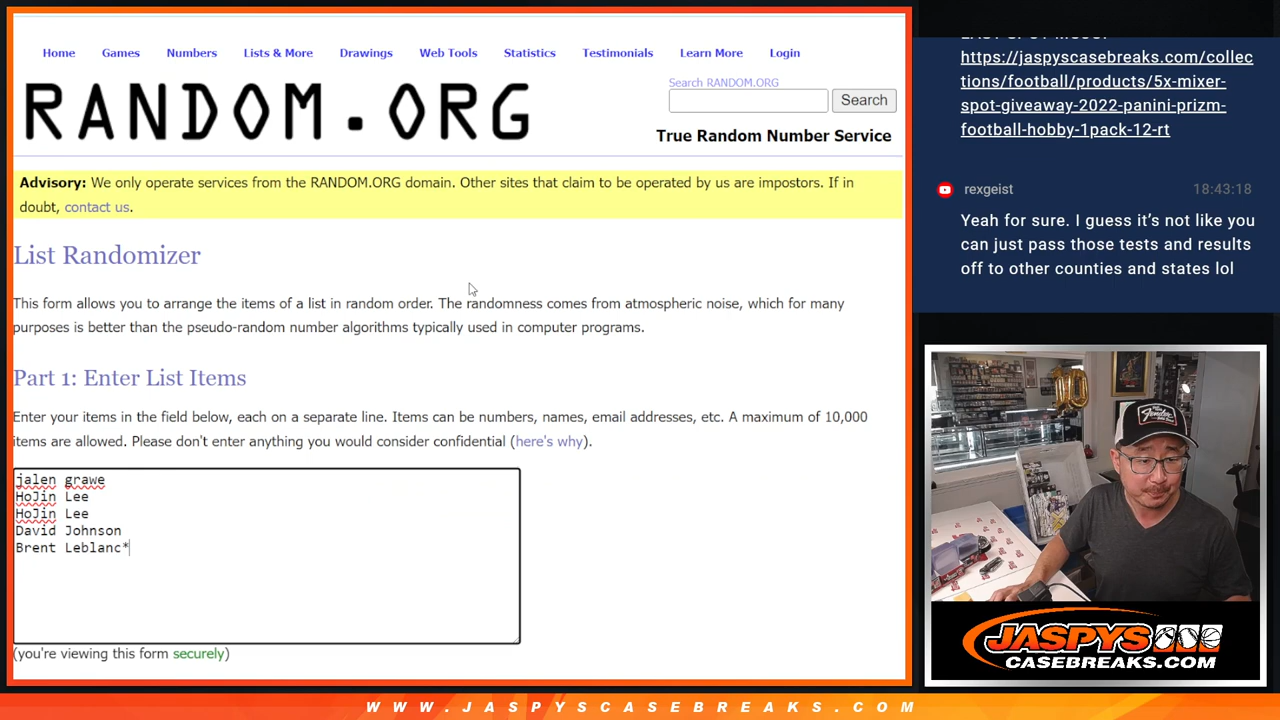 Home Games Numbers Lists & More Drawings Web Tools Statistics Testimonials Learn More Login
RANDOM.ORG
Search RANDOM.ORG
Search
True Random Number Service
Advisory: We only operate services from the RANDOM.ORG domain. Other sites that claim to be operated by us are impostors. If in
doubt, contact us.
List Randomizer
This form allows you to arrange the items of a list in random order. The randomness comes from atmospheric noise, which for many
purposes is better than the pseudo-random number algorithms typically used in computer programs.
Part 1: Enter List Items
Enter your items in the field below, each on a separate line. Items can be numbers, names, email addresses, etc. A maximum of 10,000
items are allowed. Please don't enter anything you would consider confidential (here's why).
jalen grawe
HoJin Lee
HoJin Lee
David Johnson
Brent Leblanc*
(you're viewing this form securely)
https://jaspyscasebreaks.com/collec
tions/football/products/5x-mixer-
spot-giveaway-2022-panini-prizm-
football-hobby-1pack-12-rt
rexgeist 18:43:18
Yeah for sure. I guess it's not like you
can just pass those tests and results
off to other counties and states lol
10
Fender
JASPYS
CASEBREAKS.COM
WWW.JASPYSCASEBREAKS.COM